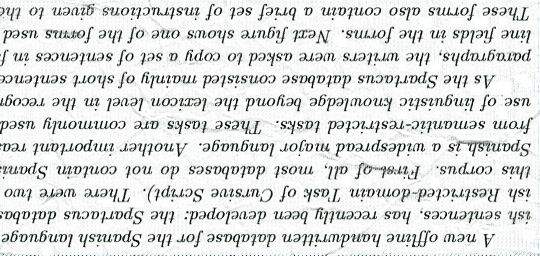 A new offline handwritten database for the Spanish language
ish sentences, has recently been developed: the Spartacus databas
ish Restricted-domain Task of Cursive Script). There were two
this corpus. First of all, most databases do not contain Spani
Spanish is a widespread major language. Another important rea
from semantic-restricted tasks. These tasks are commonly used
use of linguistic knowledge beyond the lexicon level in the recogn
As the Spartacus database consisted mainly of short sentence
paragraphs, the writers were asked to copy a set of sentences in f
line fields in the forms. Next figure shows one of the forms used
These forms also contain a brief set of instructions given to th